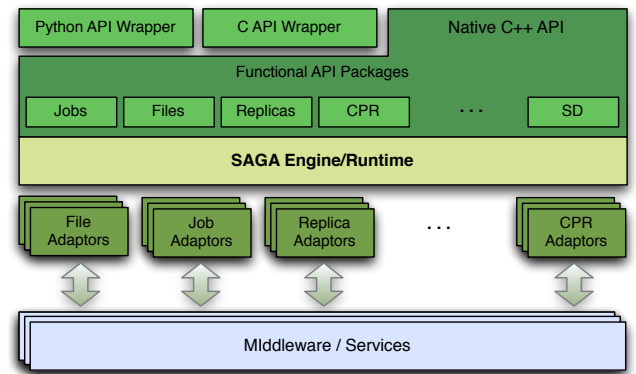 Python API Wrapper
C API Wrapper
Native C++ API
Functional API Packages
Jobs
Files
Replicas
CPR
. . .
SD
SAGA Engine/Runtime
File
Adaptors
Job
Adaptors
Replica
Adaptors
. . .
CPR
Adaptors
MIddleware / Services